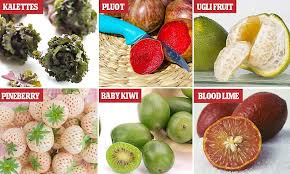 KALETTES
PLUOT
UGLI FRUIT
PINEBERRY
BABY KIWI
BLOOD LIME